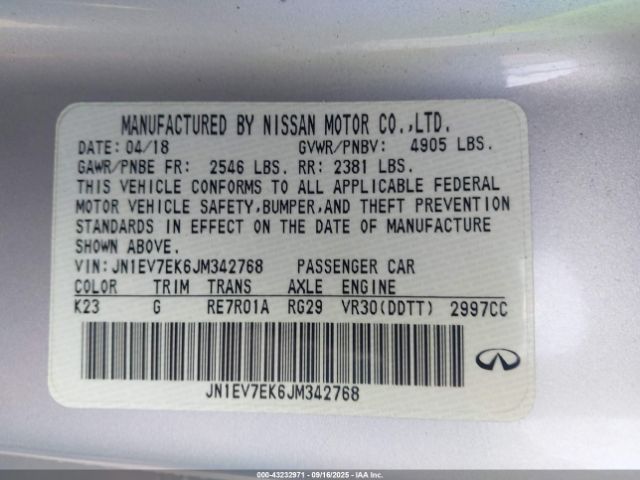 MANUFACTURED BY NISSAN MOTOR CO.,LTD.
DATE: 04/18 GVWR/PNBV: 4905 LBS.
GAWR/PNBE FR: 2546 LBS. RR: 2381 LBS.
THIS VEHICLE CONFORMS TO ALL APPLICABLE FEDERAL
MOTOR VEHICLE SAFETY,BUMPER,AND THEFT PREVENTION
STANDARDS IN EFFECT ON THE DATE OF MANUFACTURE
SHOWN ABOVE.
VIN:JN1EV7EK6JM342768 PASSENGER CAR
COLOR TRIM TRANS AXLE ENGINE
K23 G RE7R01A RG29 VR30(DDTT) 2997CC
JN1EV7EK6JM342768
000-43232971 - 09/16/2025 - IAAI.COM